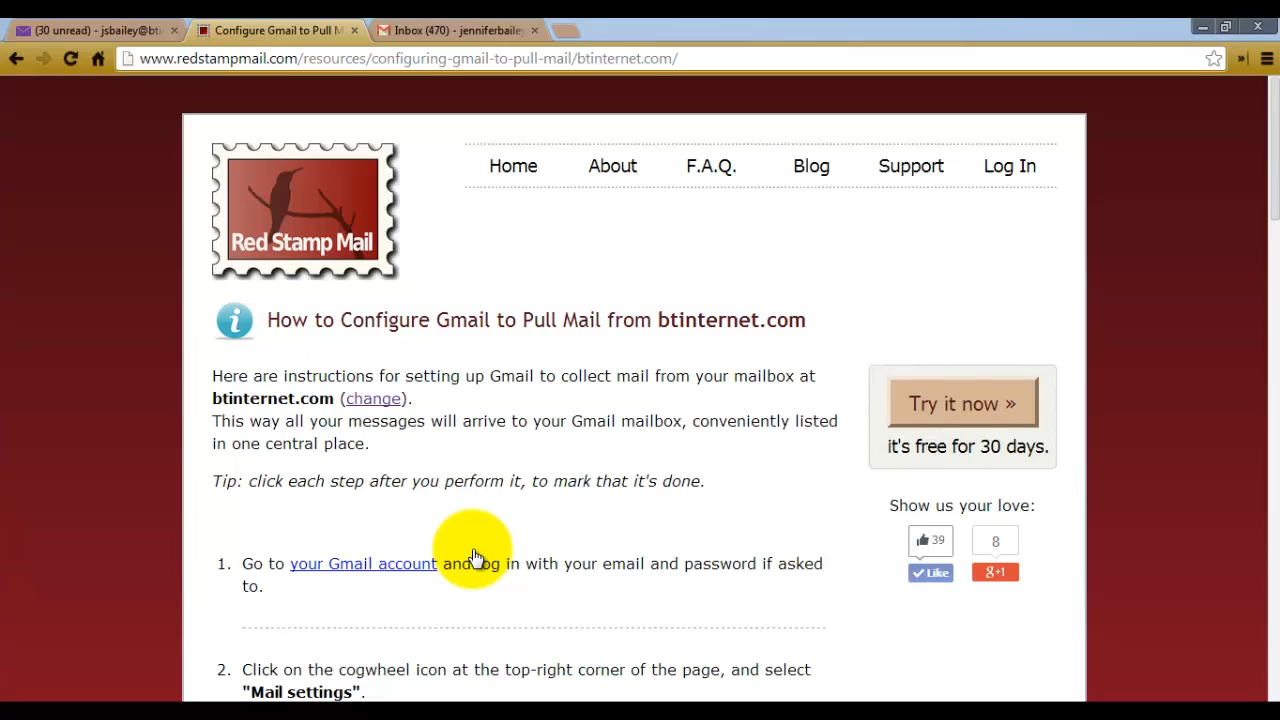 (30 unread) - jsbailey@bti
Configure Gmail to Pull M
Inbox (470) - jenniferbailey
www.redstampmail.com/resources/configuring-gmail-to-pull-mail/btinternet.com/
Red Stamp Mail
Home About F.A.Q. Blog Support Log In
How to Configure Gmail to Pull Mail from btinternet.com
Here are instructions for setting up Gmail to collect mail from your mailbox at
btinternet.com (change).
This way all your messages will arrive to your Gmail mailbox, conveniently listed
in one central place.
Tip: click each step after you perform it, to mark that it's done.
Try it now »
it's free for 30 days.
Show us your love:
39
8
Like
g+1
1. Go to your Gmail account and log in with your email and password if asked
to.
2. Click on the cogwheel icon at the top-right corner of the page, and select
"Mail settings".